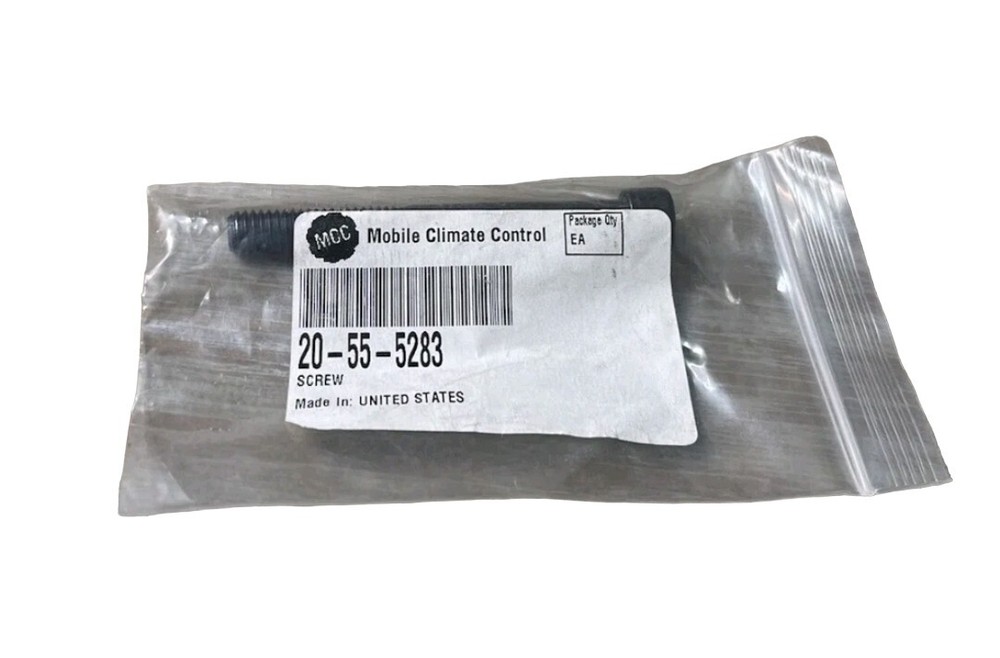 MCC Mobile Climate Control
Package Qty
EA
20-55-5283
SCREW
Made In: UNITED STATES